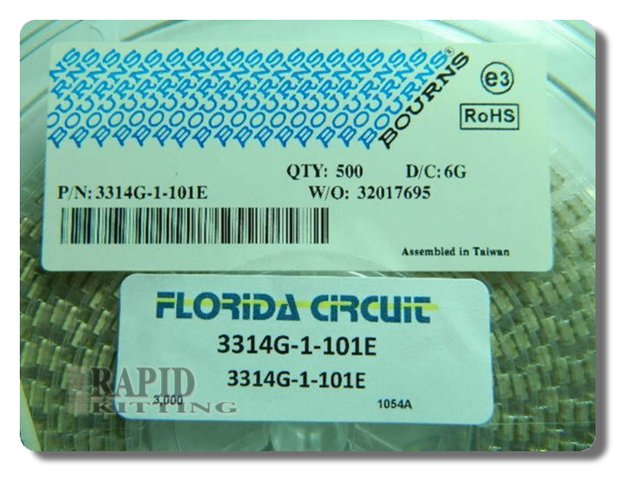 BOURNS®
e3
RoHS
QTY: 500 D/C: 6G
P/N: 3314G-1-101E W/O: 32017695
Assembled in Taiwan
FLORIDA CIRCUIT
3314G-1-101E
3314G-1-101E
RAPID
KITTING
3,000 1054A